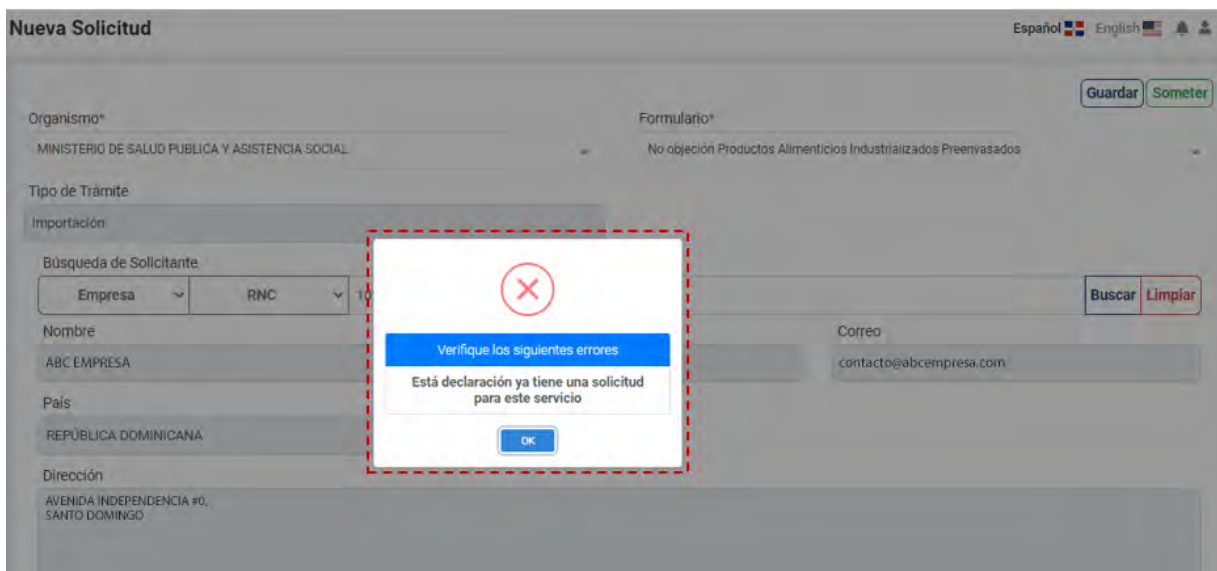 Nueva Solicitud
Español English
Guardar Someter
Organismo* Formulario*
MINISTERIO DE SALUD PUBLICA Y ASISTENCIA SOCIAL No objeción Productos Alimenticios Industrializados Preenvasados
Tipo de Trámite
Importación
Búsqueda de Solicitante
Empresa RNC 10 Buscar Limpiar
Nombre Correo
ABC EMPRESA contacto@abcempresa.com
País
REPÚBLICA DOMINICANA
Dirección
AVENIDA INDEPENDENCIA #0,
SANTO DOMINGO
Verifique los siguientes errores
Está declaración ya tiene una solicitud
para este servicio
OK